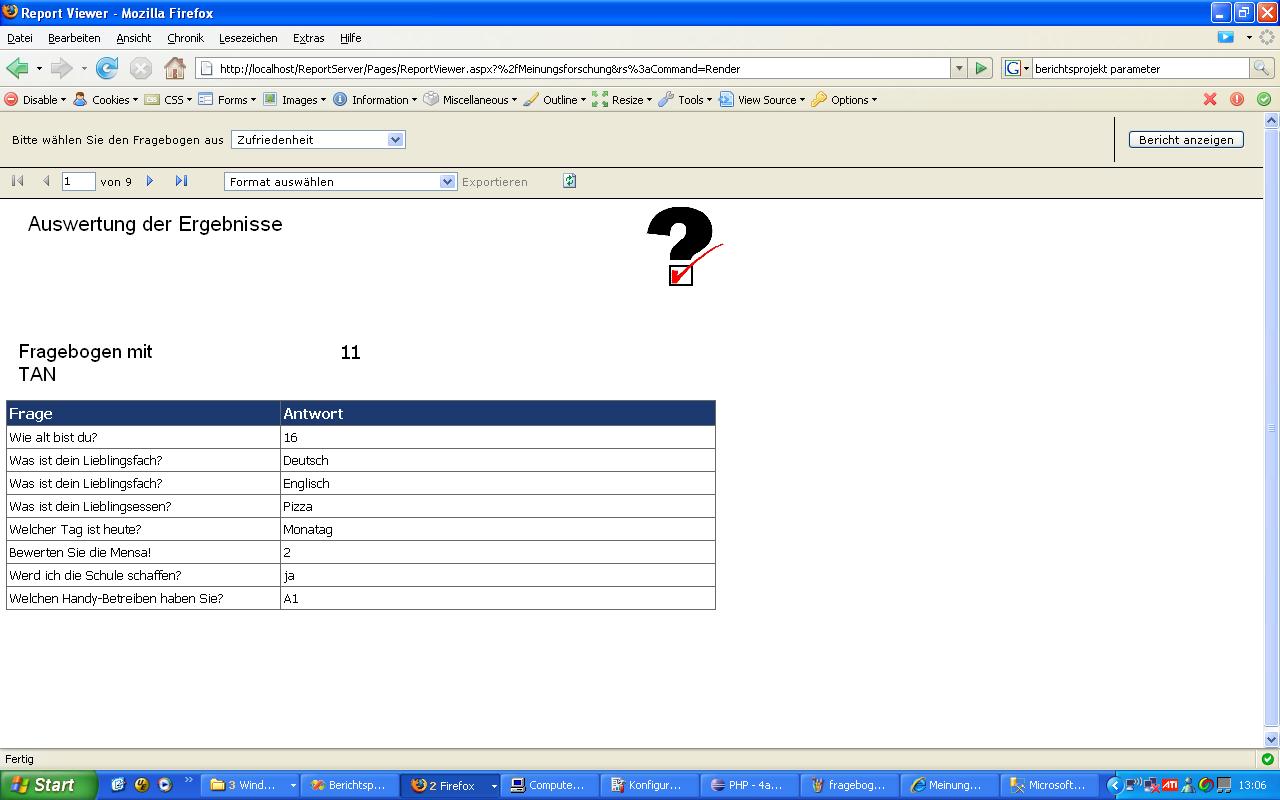 Report Viewer - Mozilla Firefox
Datei Bearbeiten Ansicht Chronik Lesezeichen Extras Hilfe
http://localhost/ReportServer/Pages/ReportViewer.aspx?%2fMeinungsforschung&rs%3aCommand=Render G berichtsprojekt parameter
Disable Cookies CSS Forms Images Information Miscellaneous Outline Resize Tools View Source Options
Bitte wählen Sie den Fragebogen aus Zufriedenheit Bericht anzeigen
1 von 9 Format auswählen Exportieren
Auswertung der Ergebnisse
?
Fragebogen mit 11
TAN
Frage Antwort
Wie alt bist du? 16
Was ist dein Lieblingsfach? Deutsch
Was ist dein Lieblingsfach? Englisch
Was ist dein Lieblingsessen? Pizza
Welcher Tag ist heute? Monatag
Bewerten Sie die Mensa! 2
Werd ich die Schule schaffen? ja
Welchen Handy-Betreiben haben Sie? A1
Fertig
Start 3 Wind... Berichtsp... 2 Firefox Compute... Konfigur... PHP - 4a... fragebog... Meinung... Microsoft... ATI 13:06